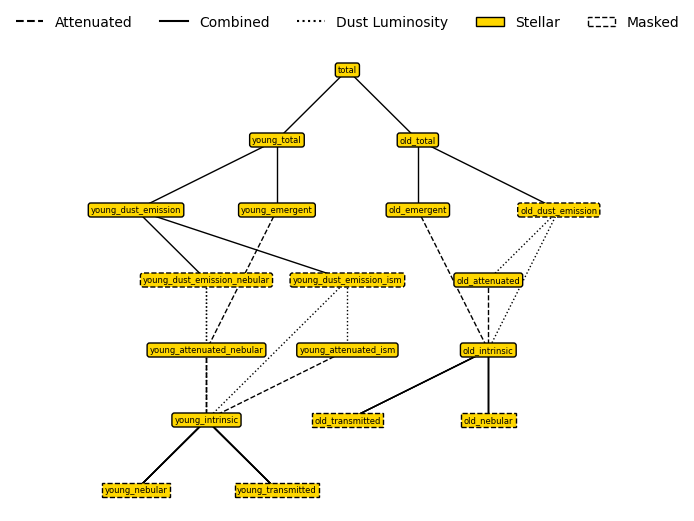 Attenuated Combined Dust Luminosity Stellar Masked
total
young_total old_total
young_dust_emission young_emergent old_emergent old_dust_emission
young_dust_emission_nebular young_dust_emission_ism old_attenuated
young_attenuated_nebular young_attenuated_ism old_intrinsic
young_intrinsic old_transmitted old_nebular
young_nebular young_transmitted